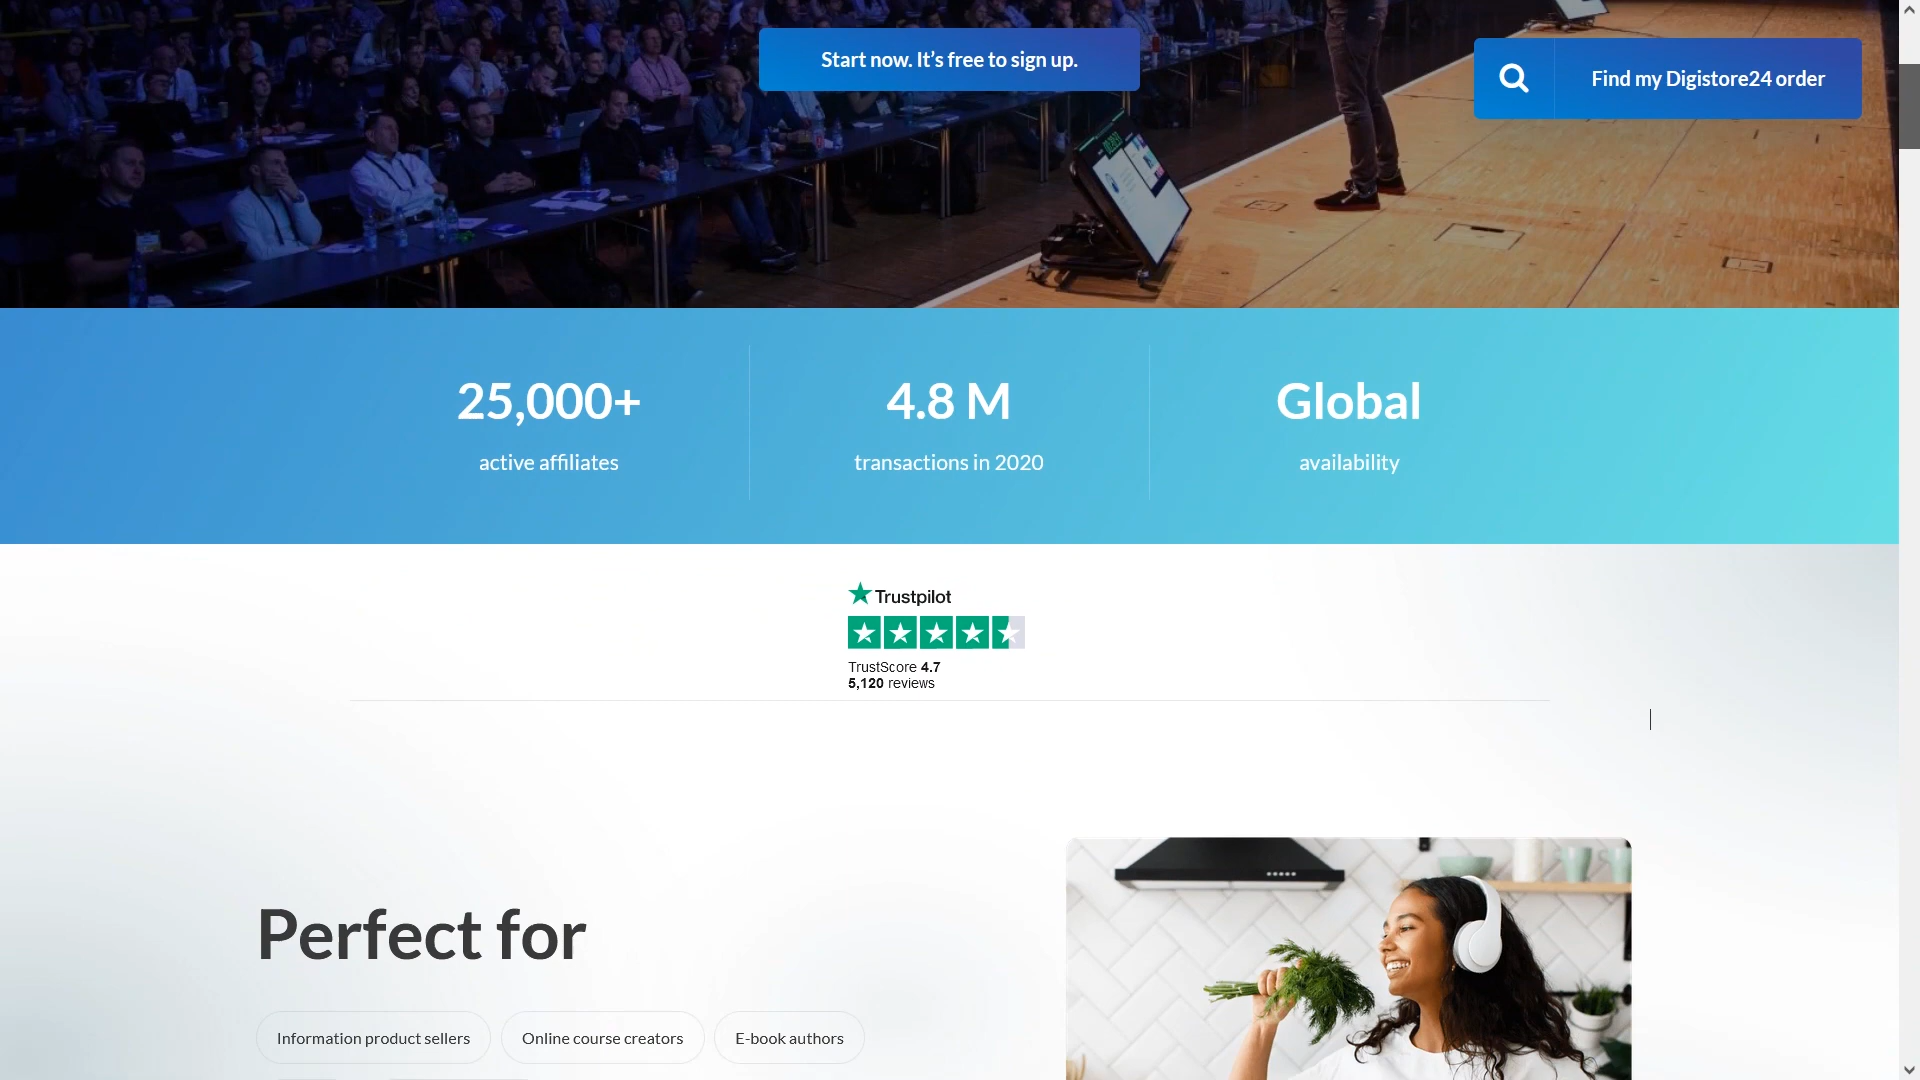 Start now. It's free to sign up.
Find my Digistore24 order
25,000+
active affiliates
4.8 M
transactions in 2020
Global
availability
Trustpilot
TrustScore 4.7
5,120 reviews
Perfect for
Information product sellers
Online course creators
E-book authors